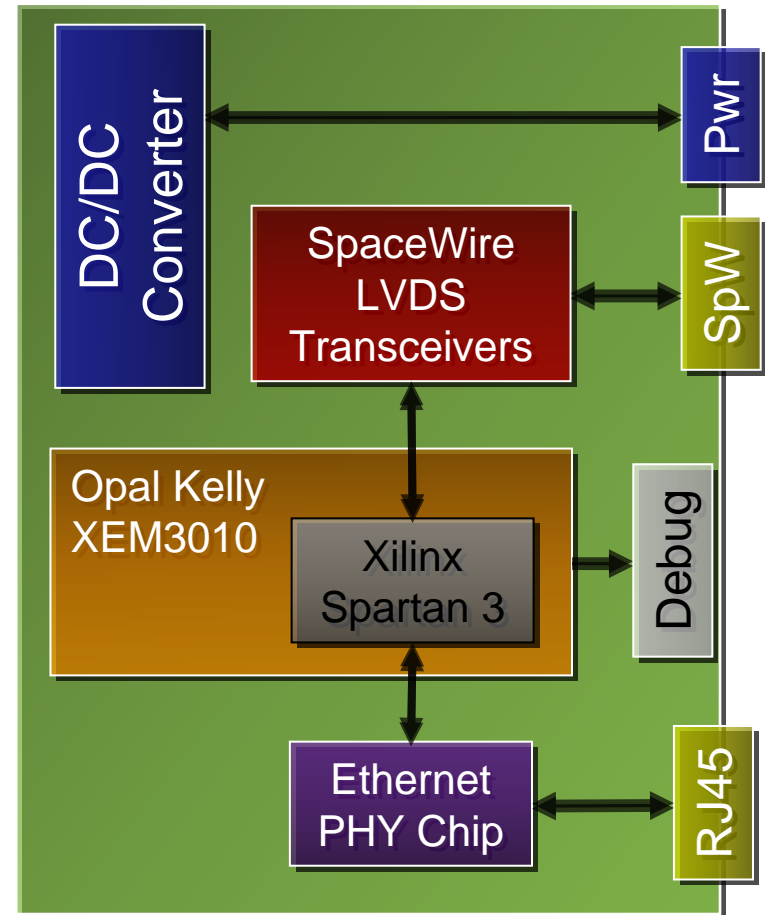 DC/DC
Converter
Pwr
SpaceWire
LVDS
Transceivers
SpW
Opal Kelly
XEM3010
Xilinx
Spartan 3
Debug
Ethernet
PHY Chip
RJ45